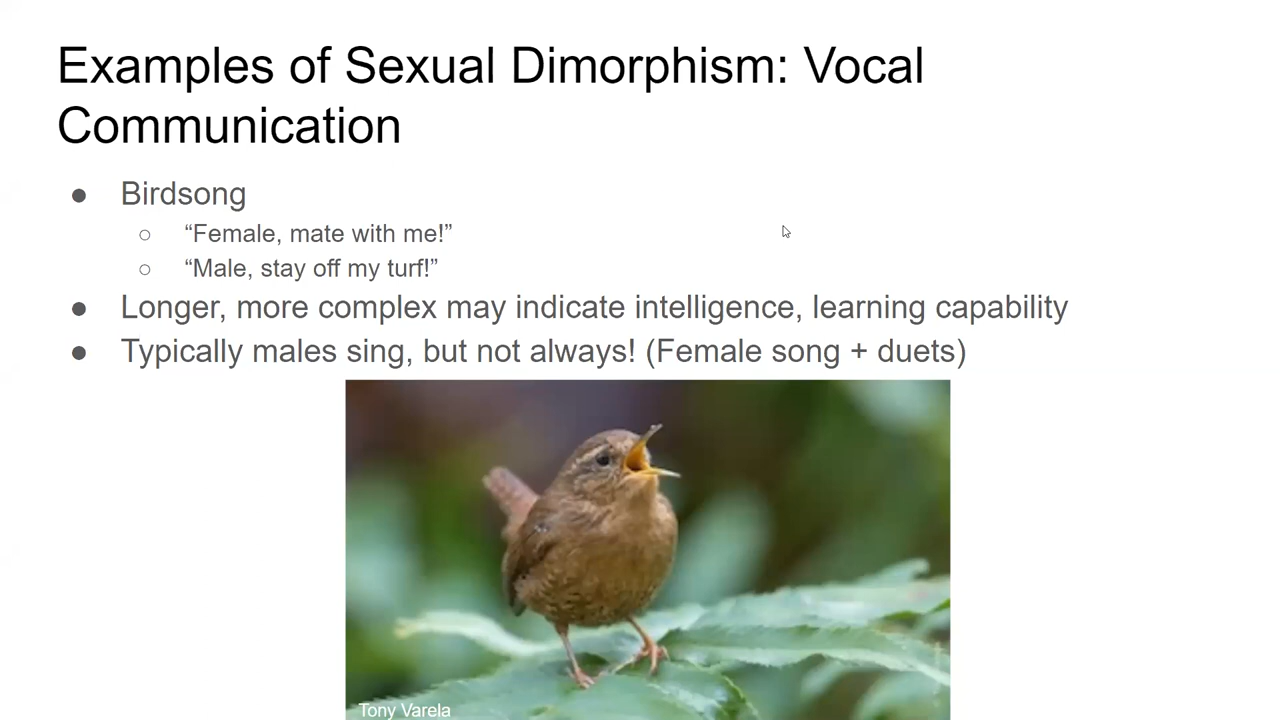 Examples of Sexual Dimorphism: Vocal
Communication
● Birdsong
○ “Female, mate with me!”
○ “Male, stay off my turf!”
● Longer, more complex may indicate intelligence, learning capability
● Typically males sing, but not always! (Female song + duets)
Tony Varela